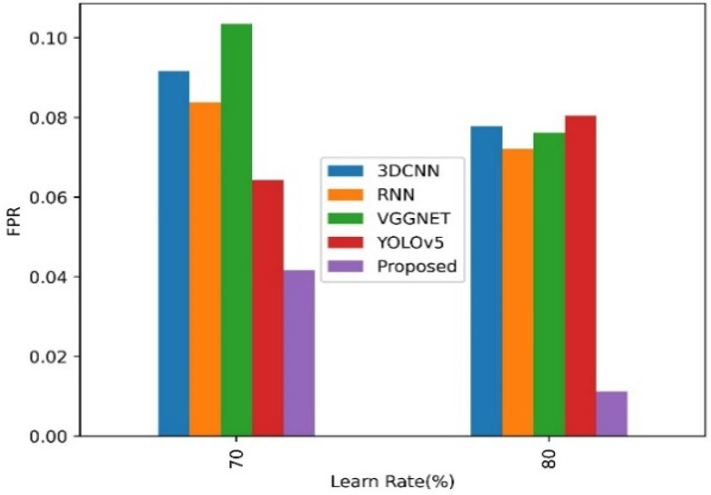 0.10
0.08
0.06
0.04
0.02
0.00
FPR
3DCNN
RNN
VGGNET
YOLOv5
Proposed
70
80
Learn Rate(%)